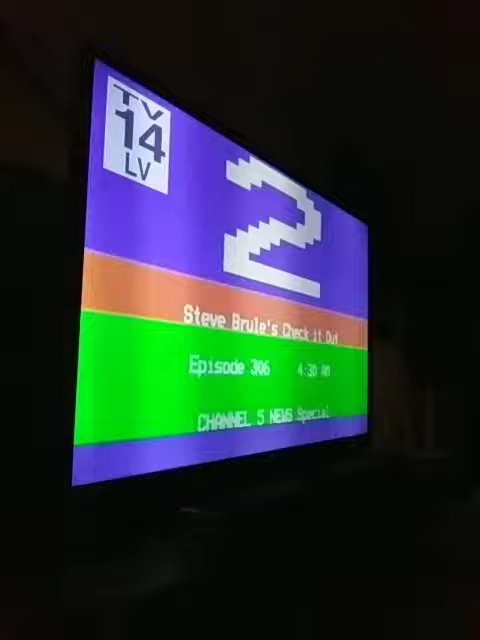 TV
14
LV
2
Steve Brule's Check it Out
Episode 306 4:30 AM
CHANNEL 5 NEWS Special